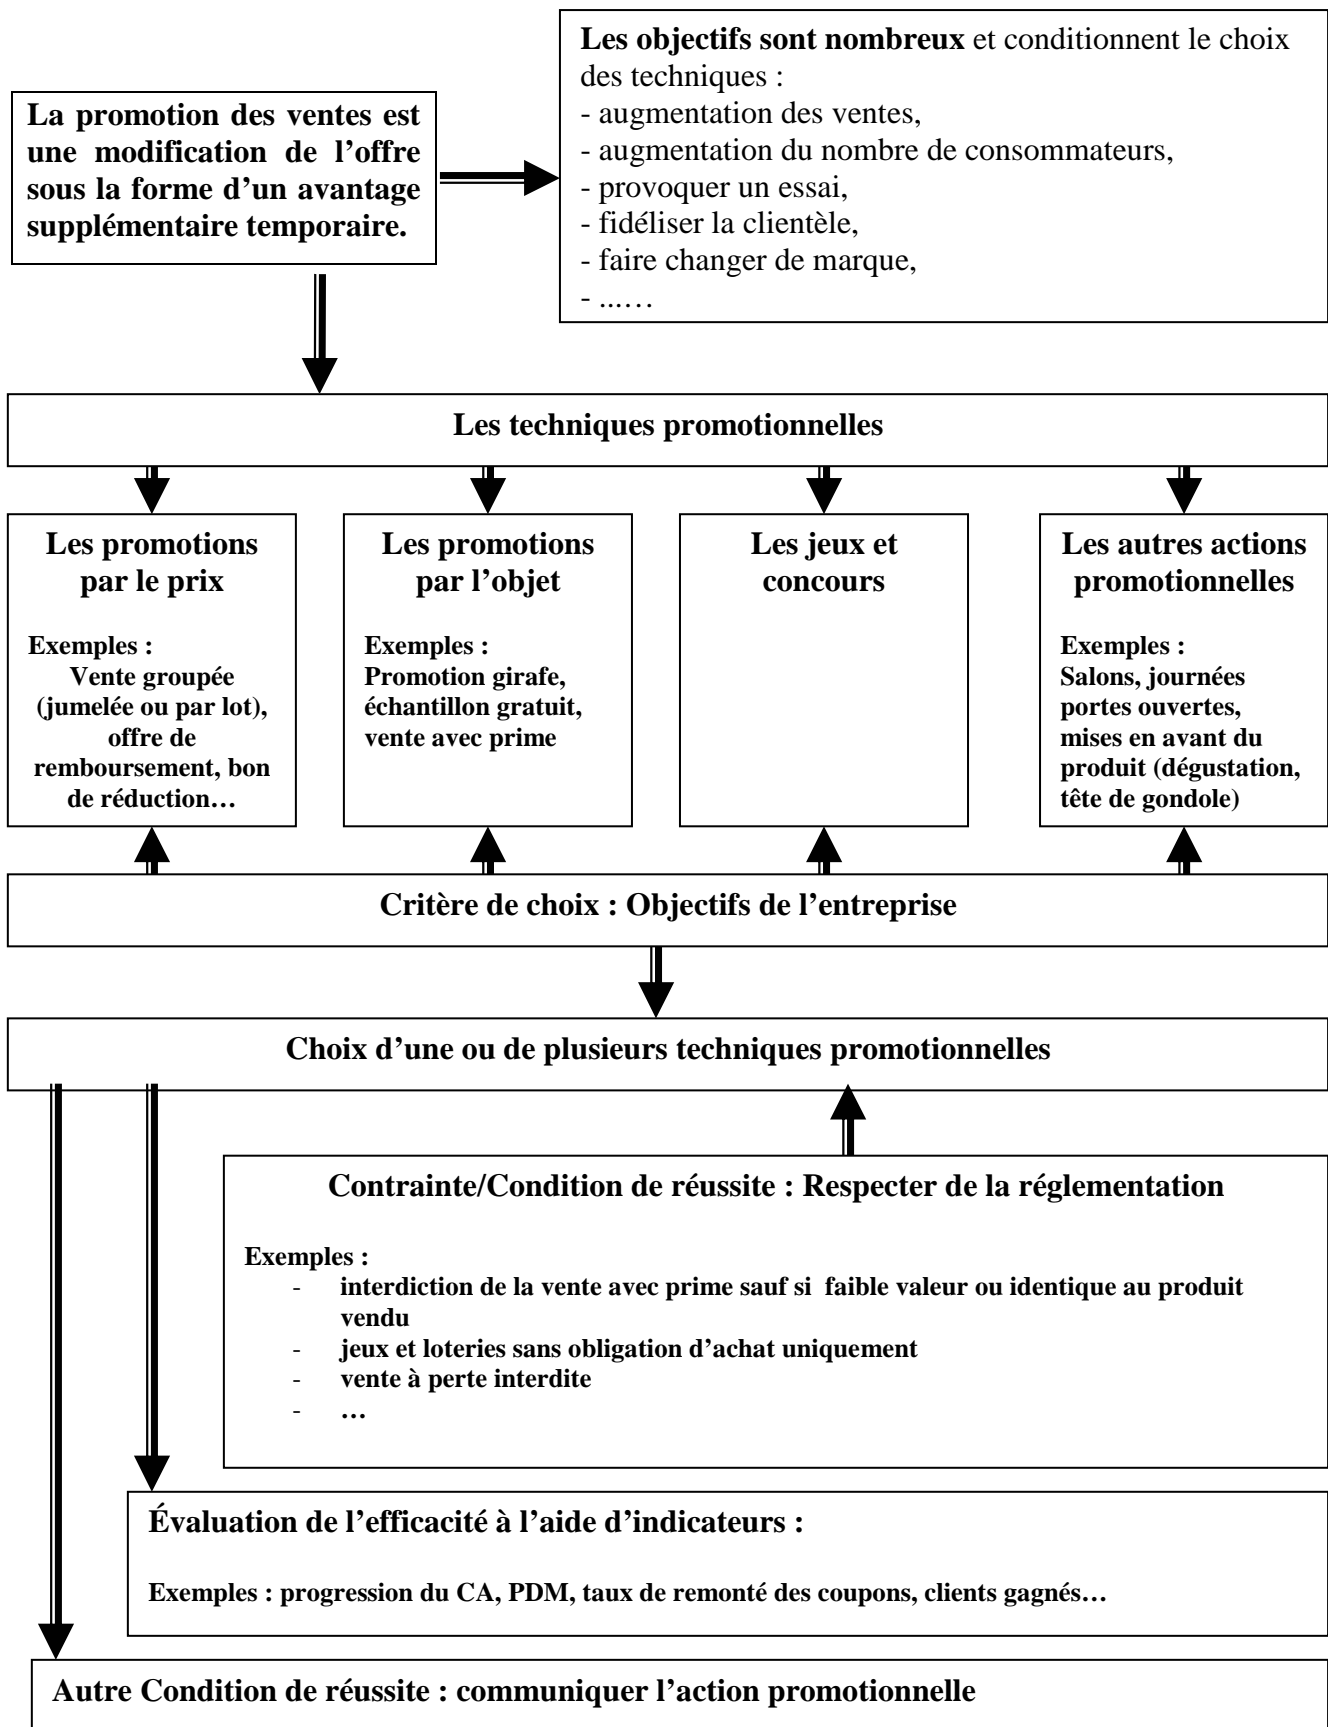 La promotion des ventes est
une modification de l’offre
sous la forme d’un avantage
supplémentaire temporaire.
Les objectifs sont nombreux et conditionnent le choix
des techniques :
- augmentation des ventes,
- augmentation du nombre de consommateurs,
- provoquer un essai,
- fidéliser la clientèle,
- faire changer de marque,
- ...…
Les techniques promotionnelles
Les promotions
par le prix
Exemples :
Vente groupée
(jumelée ou par lot),
offre de
remboursement, bon
de réduction…
Les promotions
par l’objet
Exemples :
Promotion girafe,
échantillon gratuit,
vente avec prime
Les jeux et
concours
Les autres actions
promotionnelles
Exemples :
Salons, journées
portes ouvertes,
mises en avant du
produit (dégustation,
tête de gondole)
Critère de choix : Objectifs de l’entreprise
Choix d’une ou de plusieurs techniques promotionnelles
Contrainte/Condition de réussite : Respecter de la réglementation
Exemples :
- interdiction de la vente avec prime sauf si faible valeur ou identique au produit
vendu
- jeux et loteries sans obligation d’achat uniquement
- vente à perte interdite
- …
Évaluation de l’efficacité à l’aide d’indicateurs :
Exemples : progression du CA, PDM, taux de remonté des coupons, clients gagnés…
Autre Condition de réussite : communiquer l’action promotionnelle